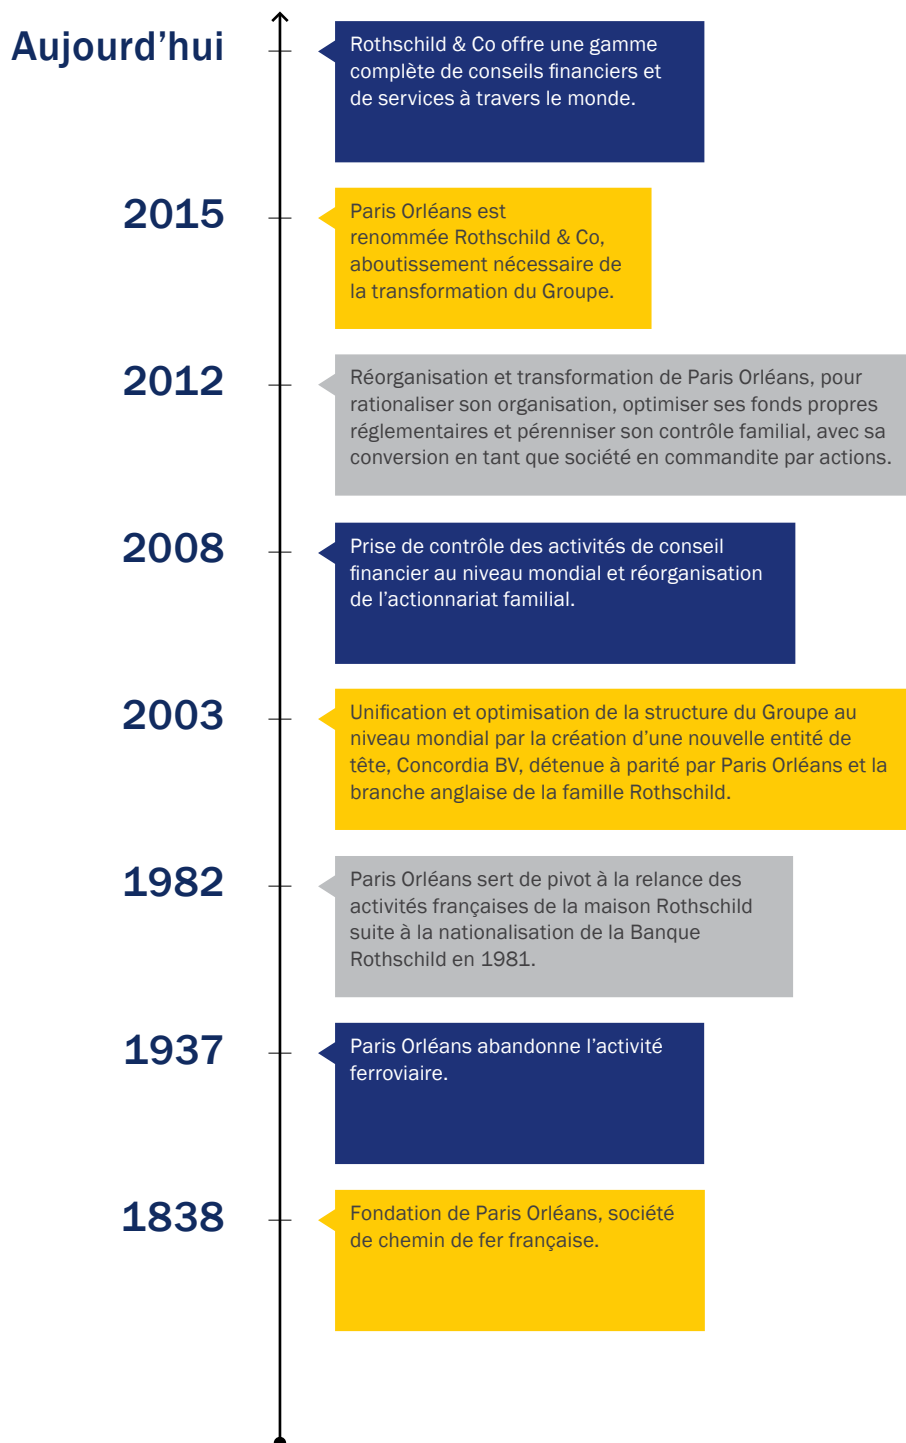 Aujourd’hui
Rothschild & Co offre une gamme
complète de conseils financiers et
de services à travers le monde.
2015
Paris Orléans est
renommée Rothschild & Co,
aboutissement nécessaire de
la transformation du Groupe.
2012
Réorganisation et transformation de Paris Orléans, pour
rationaliser son organisation, optimiser ses fonds propres
réglementaires et pérenniser son contrôle familial, avec sa
conversion en tant que société en commandite par actions.
2008
Prise de contrôle des activités de conseil
financier au niveau mondial et réorganisation
de l’actionnariat familial.
2003
Unification et optimisation de la structure du Groupe au
niveau mondial par la création d’une nouvelle entité de
tête, Concordia BV, détenue à parité par Paris Orléans et la
branche anglaise de la famille Rothschild.
1982
Paris Orléans sert de pivot à la relance des
activités françaises de la maison Rothschild
suite à la nationalisation de la Banque
Rothschild en 1981.
1937
Paris Orléans abandonne l’activité
ferroviaire.
1838
Fondation de Paris Orléans, société
de chemin de fer française.